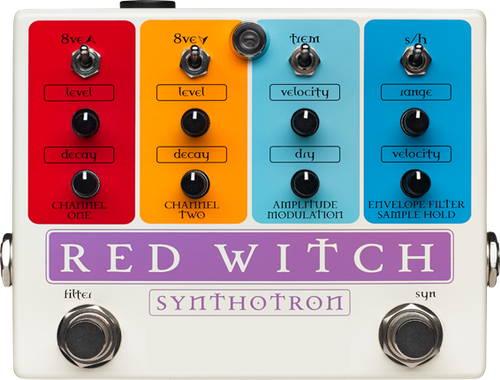 8ve∧ 8ve∨ trem s/h
level level velocity range
decay decay dry velocity
CHANNEL ONE CHANNEL TWO AMPLITUDE MODULATION ENVELOPE FILTER SAMPLE HOLD
RED WITCH
filter SYNTHOTRON syn